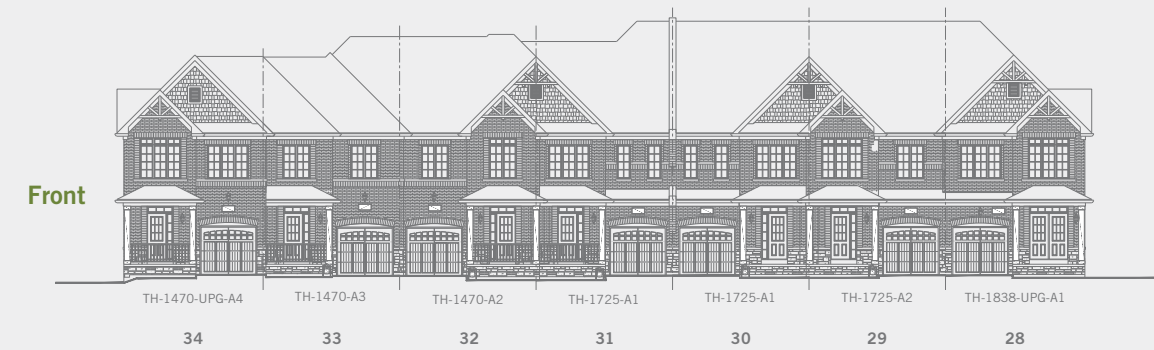 Front
TH-1470-UPG-A4 TH-1470-A3 TH-1470-A2 TH-1725-A1 TH-1725-A1 TH-1725-A2 TH-1838-UPG-A1
34 33 32 31 30 29 28